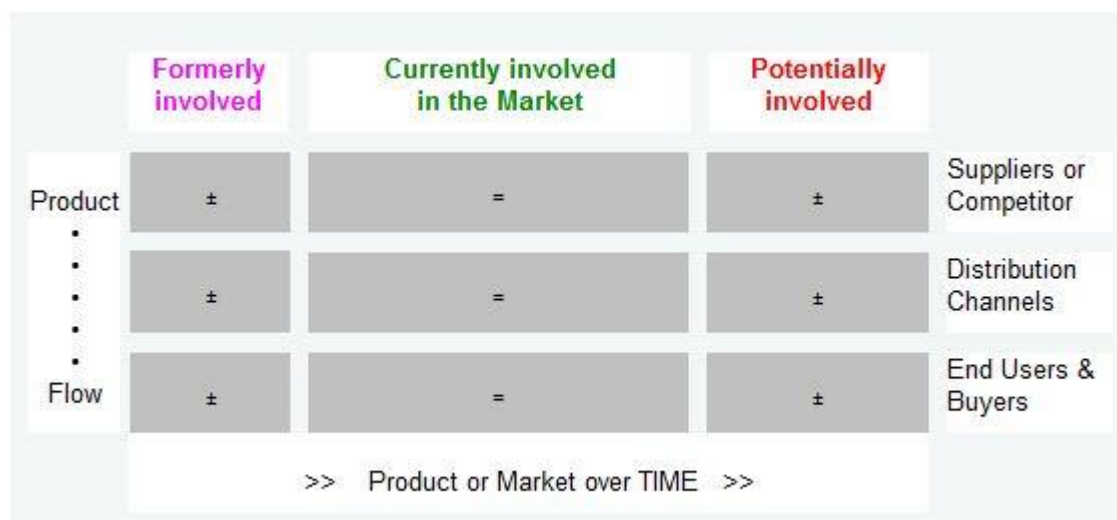 Formerly
involved
Currently involved
in the Market
Potentially
involved
Product
± = ±
Suppliers or
Competitor
± = ±
Distribution
Channels
Flow
± = ±
End Users &
Buyers
>> Product or Market over TIME >>